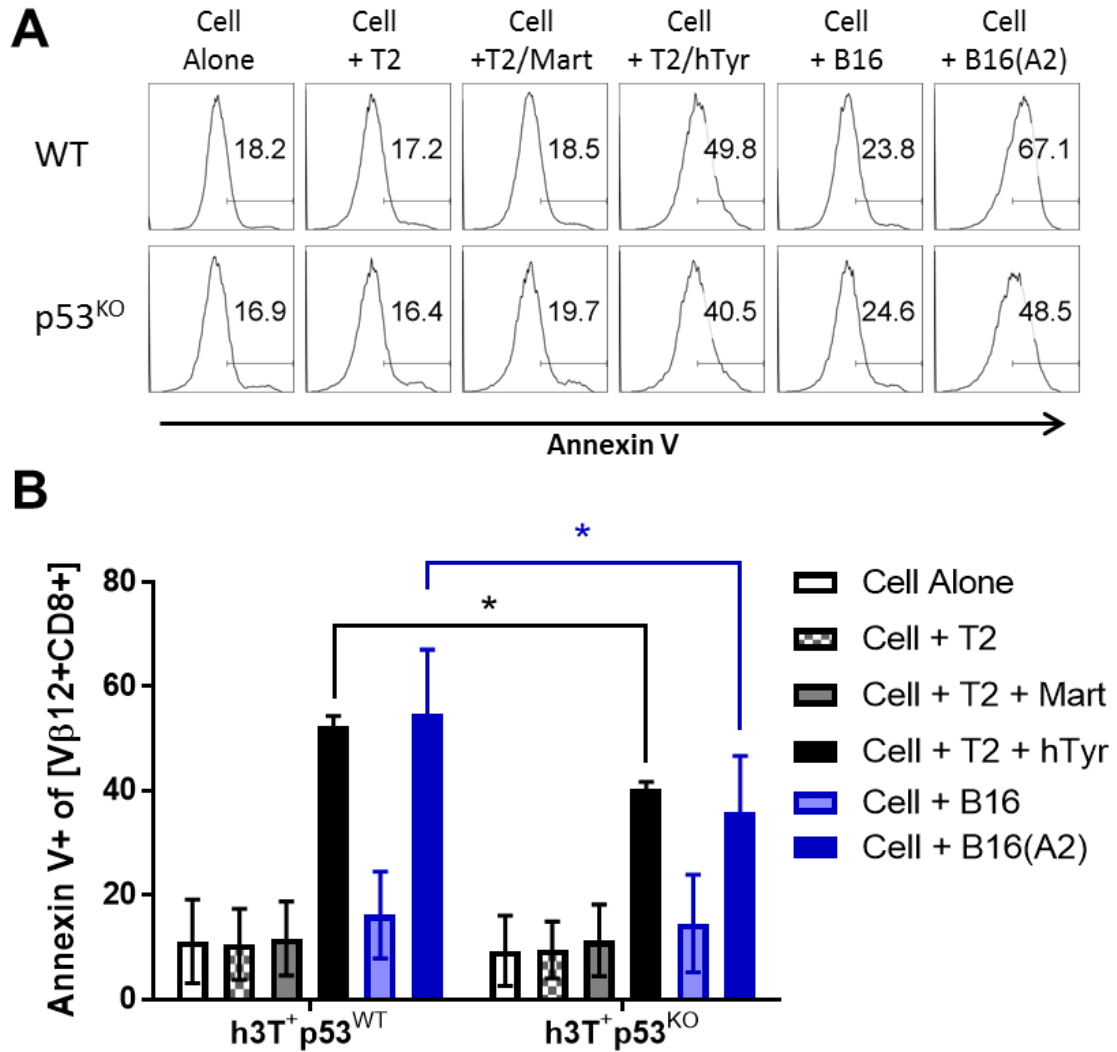 A
Cell Alone
Cell + T2
Cell +T2/Mart
Cell + T2/hTyr
Cell + B16
Cell + B16(A2)
WT
18.2
17.2
18.5
49.8
23.8
67.1
p53KO
16.9
16.4
19.7
40.5
24.6
48.5
Annexin V
B
*
*
Annexin V+ of [Vβ12+CD8+]
80
60
40
20
0
h3T+p53WT
h3T+p53KO
Cell Alone
Cell + T2
Cell + T2 + Mart
Cell + T2 + hTyr
Cell + B16
Cell + B16(A2)